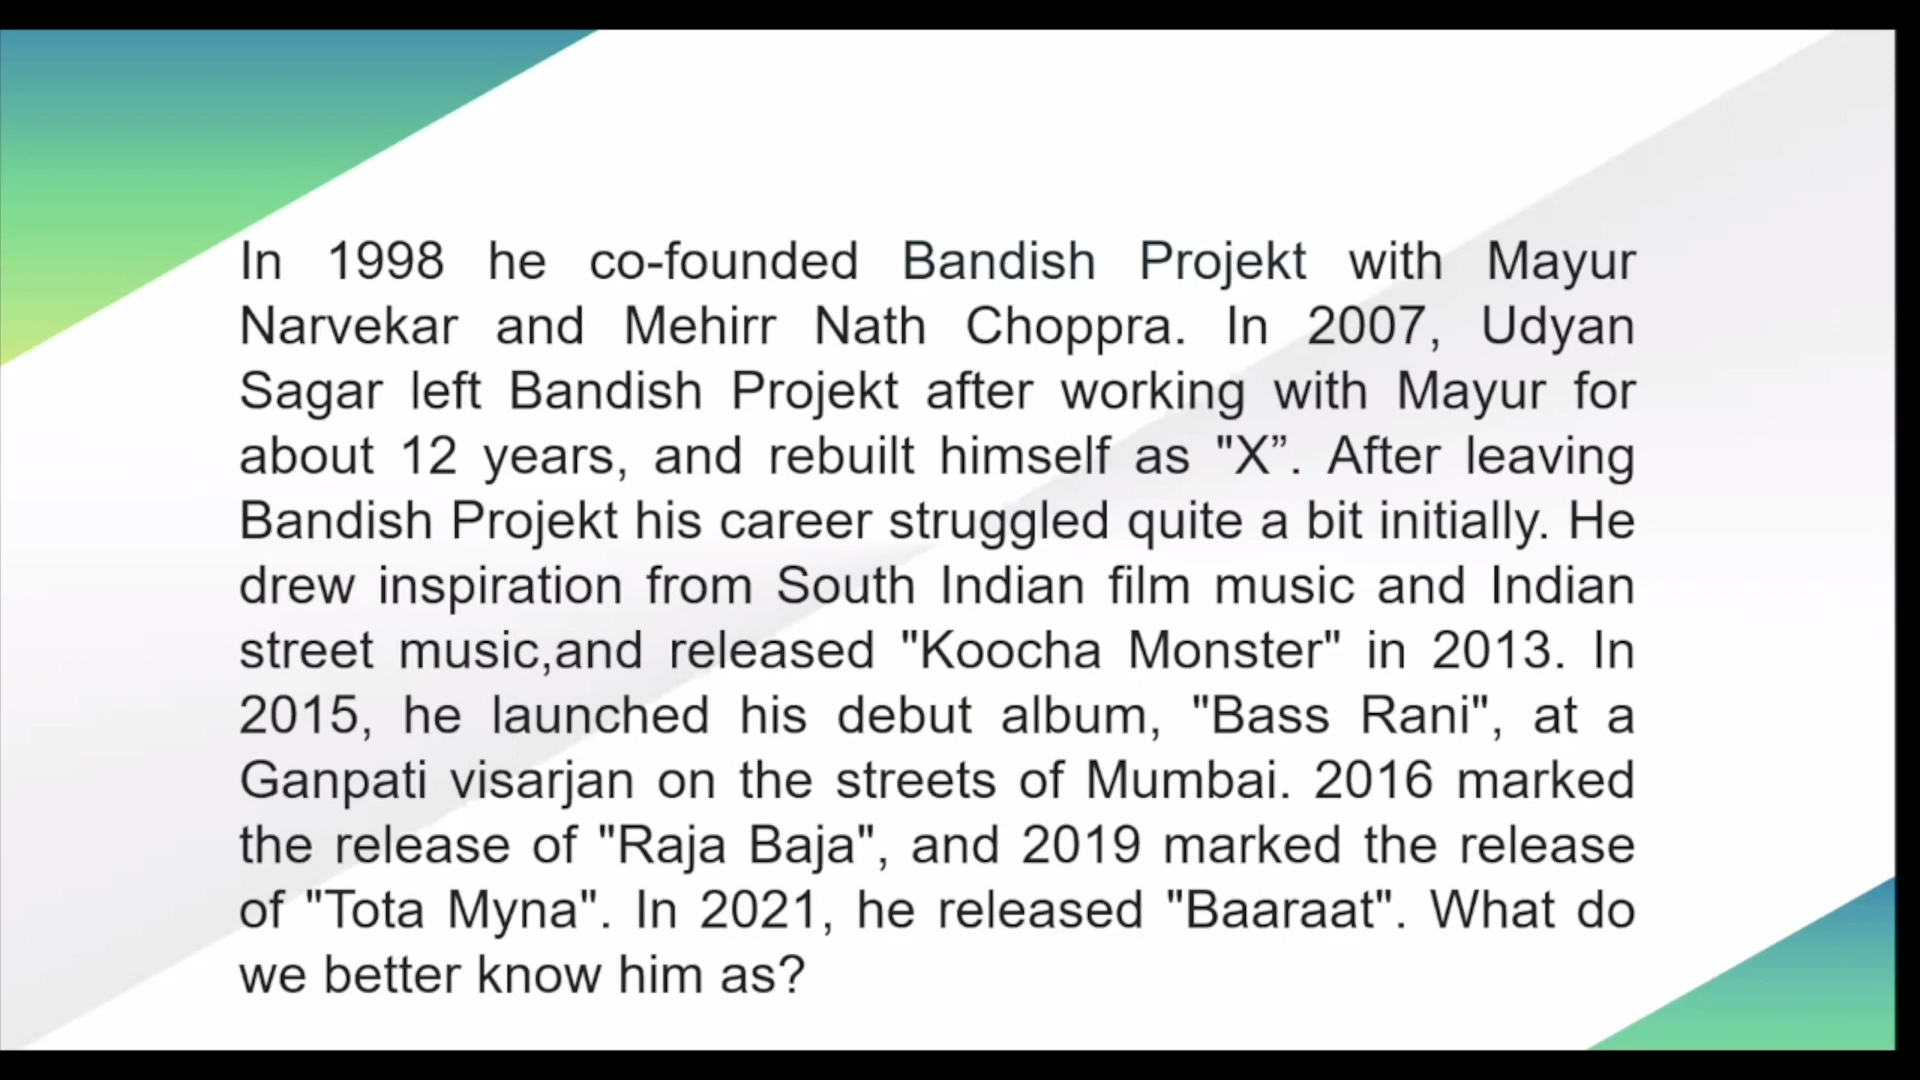 In 1998 he co-founded Bandish Projekt with Mayur
Narvekar and Mehirr Nath Choppra. In 2007, Udyan
Sagar left Bandish Projekt after working with Mayur for
about 12 years, and rebuilt himself as "X”. After leaving
Bandish Projekt his career struggled quite a bit initially. He
drew inspiration from South Indian film music and Indian
street music,and released "Koocha Monster" in 2013. In
2015, he launched his debut album, "Bass Rani", at a
Ganpati visarjan on the streets of Mumbai. 2016 marked
the release of "Raja Baja", and 2019 marked the release
of "Tota Myna". In 2021, he released "Baaraat". What do
we better know him as?